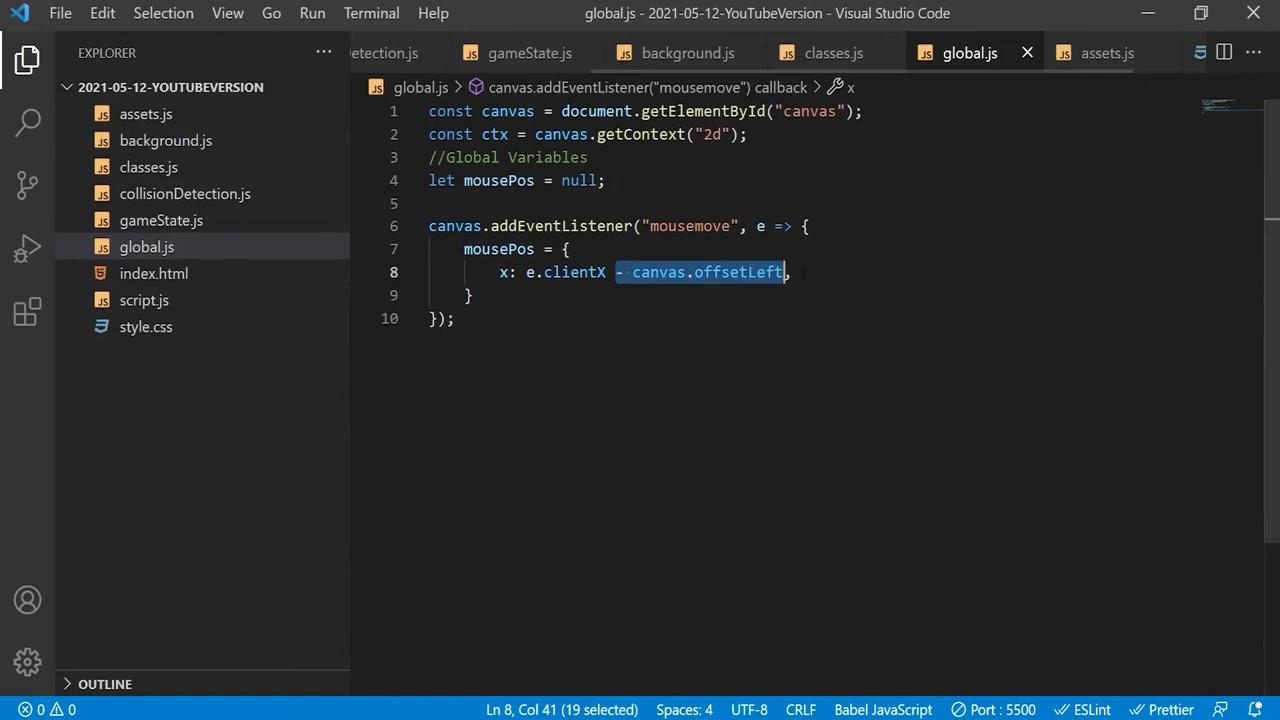 File Edit Selection View Go Run Terminal Help global.js - 2021-05-12-YouTubeVersion - Visual Studio Code
EXPLORER
2021-05-12-YOUTUBEVERSION
assets.js
background.js
classes.js
collisionDetection.js
gameState.js
global.js
index.html
script.js
style.css
OUTLINE
etection.js gameState.js background.js classes.js global.js assets.js
global.js > canvas.addEventListener("mousemove") callback > x
1 const canvas = document.getElementById("canvas");
2 const ctx = canvas.getContext("2d");
3 //Global Variables
4 let mousePos = null;
5
6 canvas.addEventListener("mousemove", e => {
7 mousePos = {
8 x: e.clientX - canvas.offsetLeft,
9 }
10 });
0 0 Ln 8, Col 41 (19 selected) Spaces: 4 UTF-8 CRLF Babel JavaScript Port : 5500 ESLint Prettier